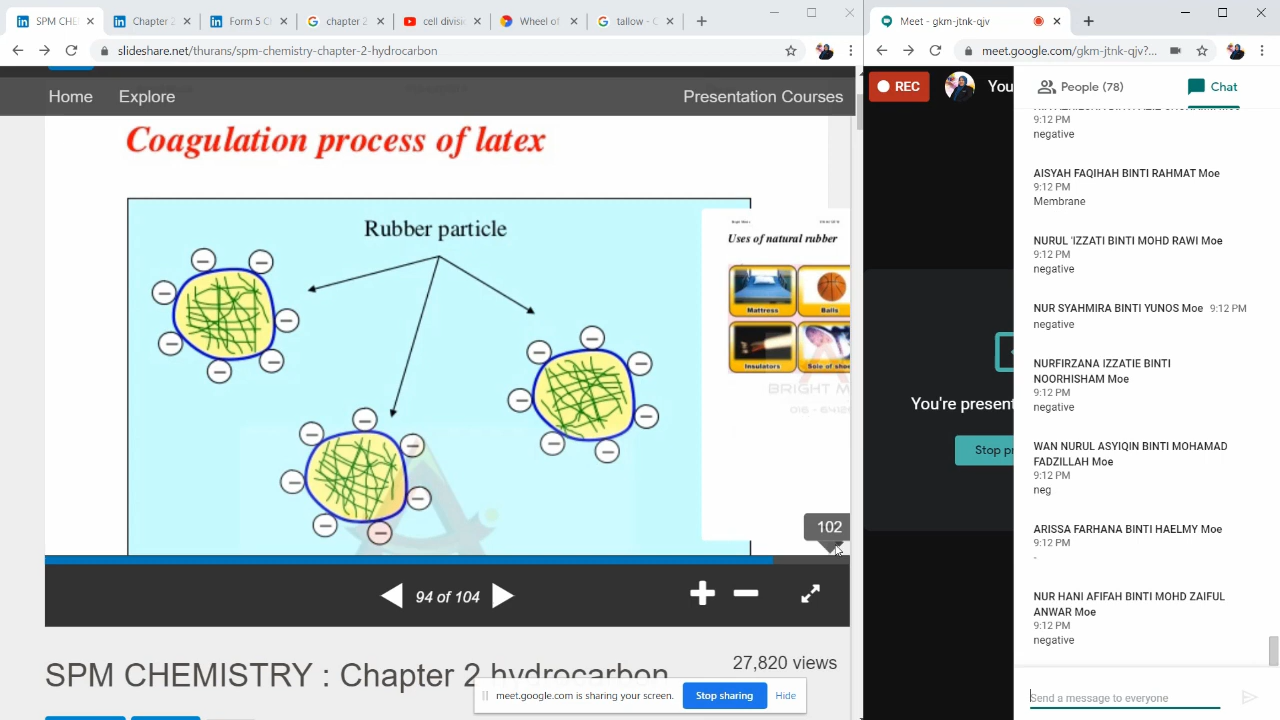 SPM CHE
Chapter 2
Form 5 C
chapter 2
cell divisi
Wheel of
tallow - C
slideshare.net/thurans/spm-chemistry-chapter-2-hydrocarbon
Home Explore Presentation Courses
Coagulation process of latex
Rubber particle
Uses of natural rubber
Mattress
Balls
Insulators
Sole of shoe
BRIGHT M
102
94 of 104
SPM CHEMISTRY : Chapter 2 hydrocarbon
27,820 views
meet.google.com is sharing your screen.
Stop sharing
Hide
Meet - gkm-jtnk-qjv
meet.google.com/gkm-jtnk-qjv?...
REC
You
People (78)
Chat
You're present
Stop pr
9:12 PM
negative
AISYAH FAQIHAH BINTI RAHMAT Moe
9:12 PM
Membrane
NURUL 'IZZATI BINTI MOHD RAWI Moe
9:12 PM
negative
NUR SYAHMIRA BINTI YUNOS Moe 9:12 PM
negative
NURFIRZANA IZZATIE BINTI
NOORHISHAM Moe
9:12 PM
negative
WAN NURUL ASYIQIN BINTI MOHAMAD
FADZILLAH Moe
9:12 PM
neg
ARISSA FARHANA BINTI HAELMY Moe
9:12 PM
-
NUR HANI AFIFAH BINTI MOHD ZAIFUL
ANWAR Moe
9:12 PM
negative
Send a message to everyone